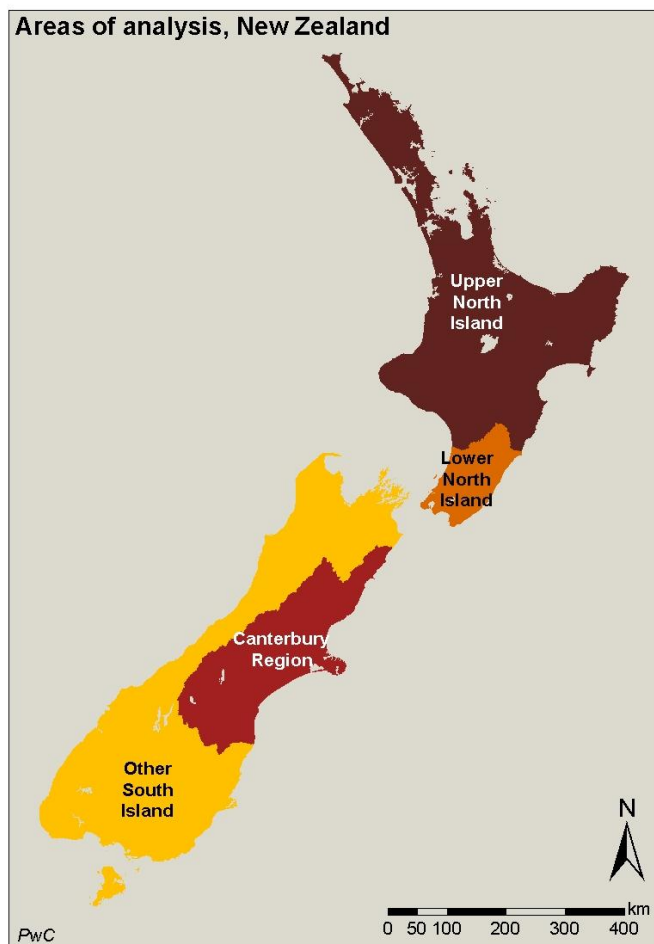 Areas of analysis, New Zealand
Upper
North
Island
Lower
North
Island
Canterbury
Region
Other
South
Island
N
km
0 50 100 200 300 400
PwC